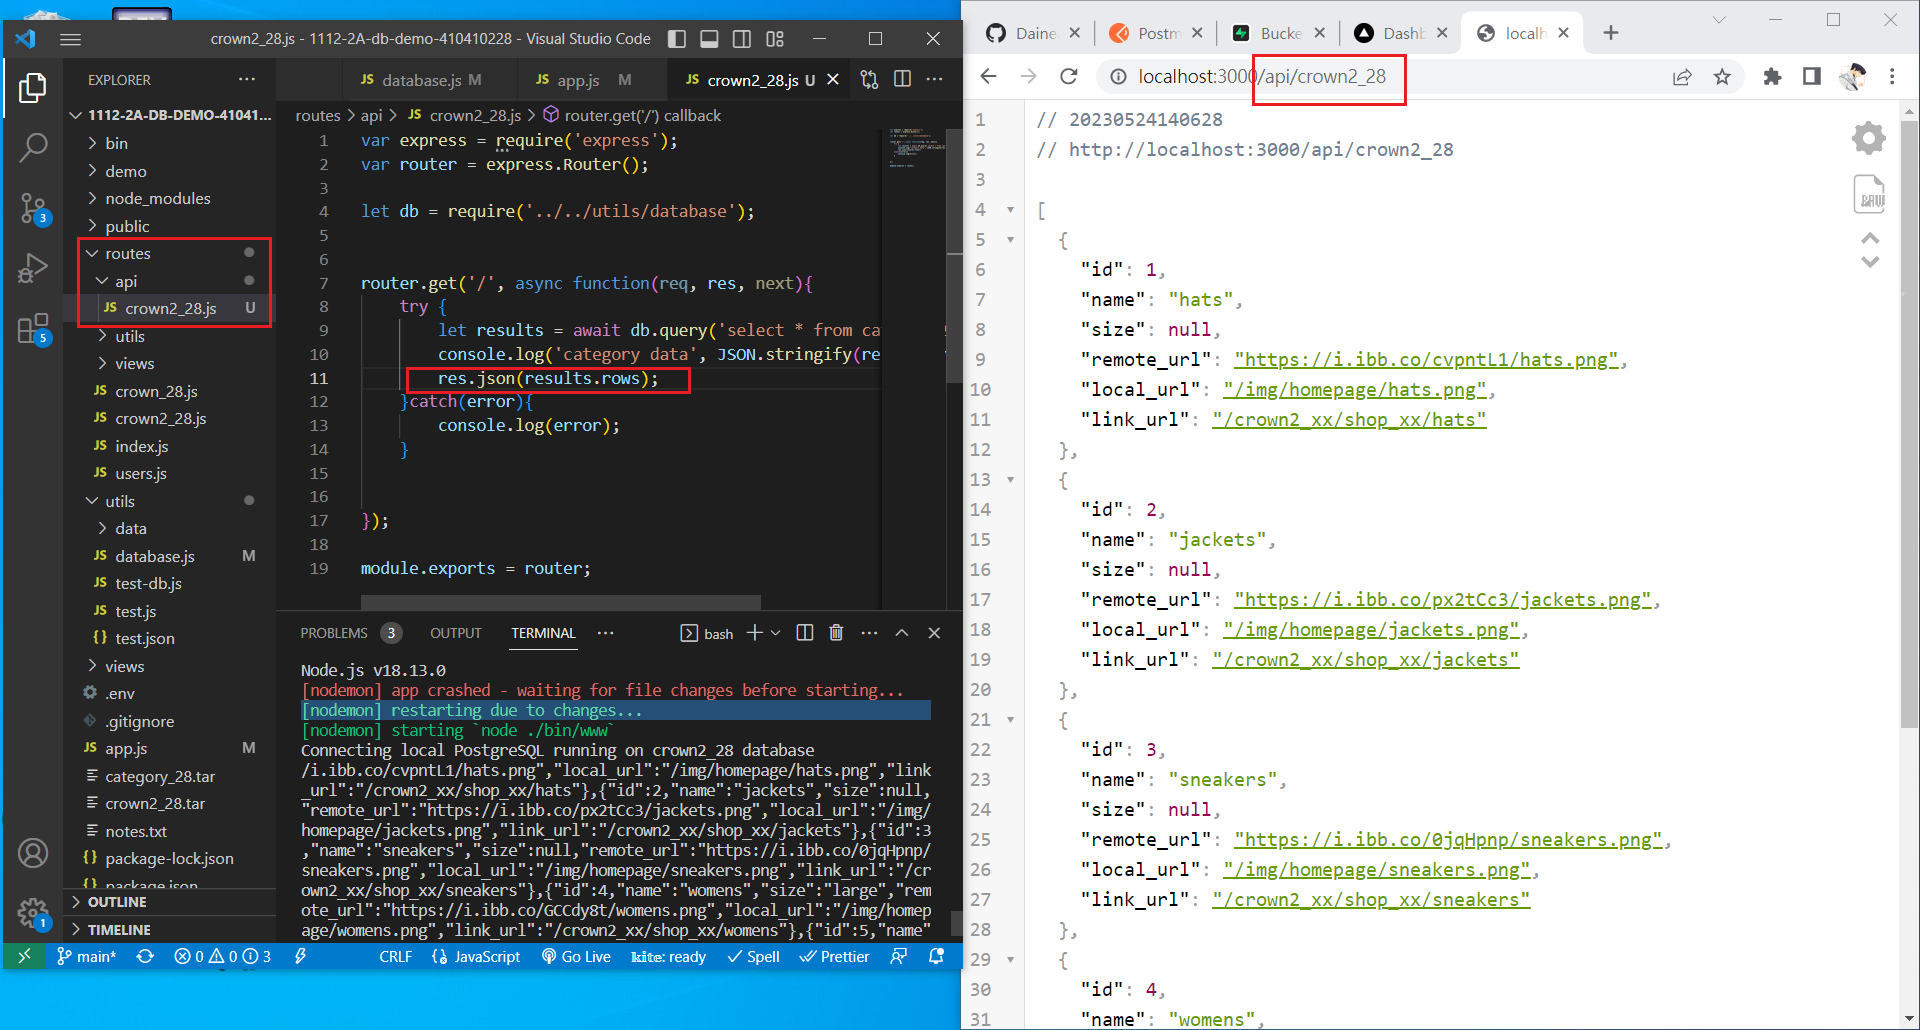 crown2_28.js - 1112-2A-db-demo-410410228 - Visual Studio Code
EXPLORER
1112-2A-DB-DEMO-41041...
bin
demo
node_modules
public
routes
api
JS crown2_28.js U
utils
views
JS crown_28.js
JS crown2_28.js
JS index.js
JS users.js
utils
data
JS database.js M
JS test-db.js
JS test.js
{} test.json
views
.env
.gitignore
JS app.js M
category_28.tar
crown2_28.tar
notes.txt
{} package-lock.json
{} package.json
OUTLINE
TIMELINE
3
5
1
JS database.js M
JS app.js M
JS crown2_28.js U
routes > api > JS crown2_28.js > router.get('/') callback
1 var express = require('express');
2 var router = express.Router();
3
4 let db = require('../../utils/database');
5
6
7 router.get('/', async function(req, res, next){
8 try {
9 let results = await db.query('select * from ca
10 console.log('category data', JSON.stringify(re
11 res.json(results.rows);
12 }catch(error){
13 console.log(error);
14 }
15
16
17 });
18
19 module.exports = router;
PROBLEMS 3 OUTPUT TERMINAL ... bash
Node.js v18.13.0
[nodemon] app crashed - waiting for file changes before starting...
[nodemon] restarting due to changes...
[nodemon] starting `node ./bin/www`
Connecting local PostgreSQL running on crown2_28 database
/i.ibb.co/cvpntL1/hats.png","local_url":"/img/homepage/hats.png","link
_url":"/crown2_xx/shop_xx/hats"},{"id":2,"name":"jackets","size":null,
"remote_url":"https://i.ibb.co/px2tCc3/jackets.png","local_url":"/img/
homepage/jackets.png","link_url":"/crown2_xx/shop_xx/jackets"},{"id":3
,"name":"sneakers","size":null,"remote_url":"https://i.ibb.co/0jqHpnp/
sneakers.png","local_url":"/img/homepage/sneakers.png","link_url":"/cr
own2_xx/shop_xx/sneakers"},{"id":4,"name":"womens","size":"large","rem
ote_url":"https://i.ibb.co/GCCdy8t/womens.png","local_url":"/img/homep
age/womens.png","link_url":"/crown2_xx/shop_xx/womens"},{"id":5,"name"
main* 0 0 3 CRLF JavaScript Go Live kite: ready Spell Prettier
Daine Postm Bucke Dashb localh
localhost:3000/api/crown2_28
1 // 20230524140628
2 // http://localhost:3000/api/crown2_28
3
4 [
5 {
6 "id": 1,
7 "name": "hats",
8 "size": null,
9 "remote_url": "https://i.ibb.co/cvpntL1/hats.png",
10 "local_url": "/img/homepage/hats.png",
11 "link_url": "/crown2_xx/shop_xx/hats"
12 },
13 {
14 "id": 2,
15 "name": "jackets",
16 "size": null,
17 "remote_url": "https://i.ibb.co/px2tCc3/jackets.png",
18 "local_url": "/img/homepage/jackets.png",
19 "link_url": "/crown2_xx/shop_xx/jackets"
20 },
21 {
22 "id": 3,
23 "name": "sneakers",
24 "size": null,
25 "remote_url": "https://i.ibb.co/0jqHpnp/sneakers.png",
26 "local_url": "/img/homepage/sneakers.png",
27 "link_url": "/crown2_xx/shop_xx/sneakers"
28 },
29 {
30 "id": 4,
31 "name": "womens",
RAW